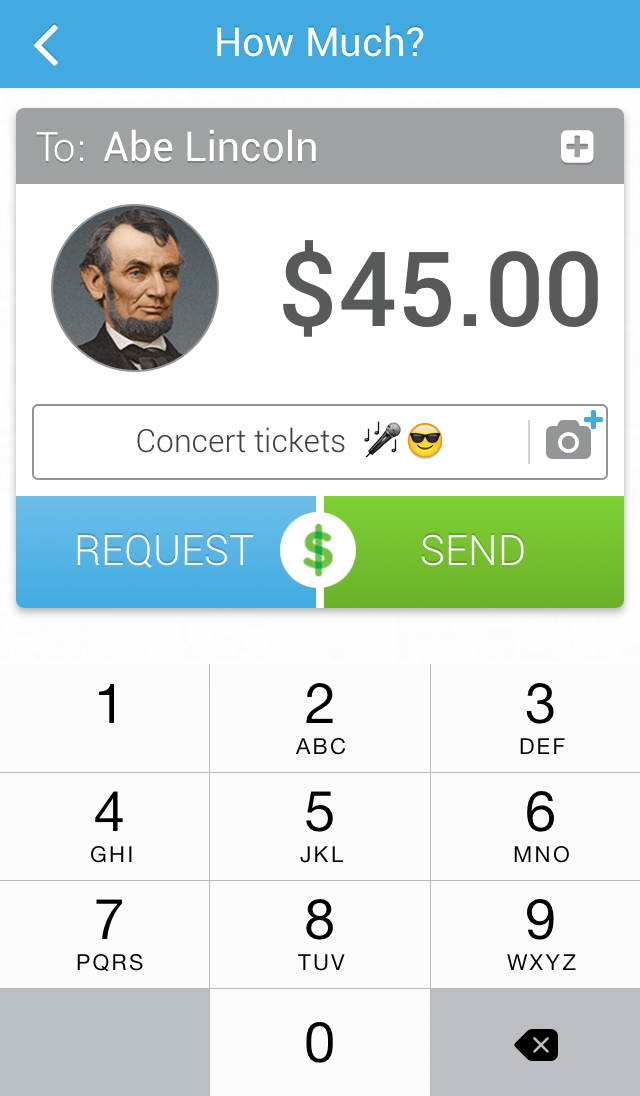 How Much?
To: Abe Lincoln
$45.00
Concert tickets 🎤😎
REQUEST $ SEND
1 2 3
ABC DEF
4 5 6
GHI JKL MNO
7 8 9
PQRS TUV WXYZ
0